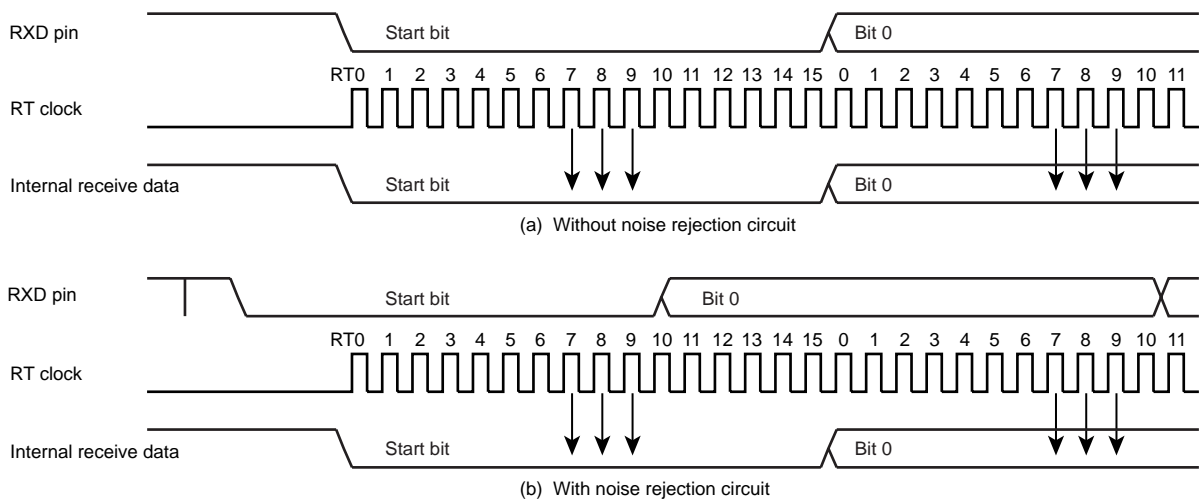 RXD pin
Start bit
Bit 0
RT0 1 2 3 4 5 6 7 8 9 10 11 12 13 14 15 0 1 2 3 4 5 6 7 8 9 10 11
RT clock
Internal receive data
Start bit
Bit 0
(a) Without noise rejection circuit
RXD pin
Start bit
Bit 0
RT0 1 2 3 4 5 6 7 8 9 10 11 12 13 14 15 0 1 2 3 4 5 6 7 8 9 10 11
RT clock
Internal receive data
Start bit
Bit 0
(b) With noise rejection circuit